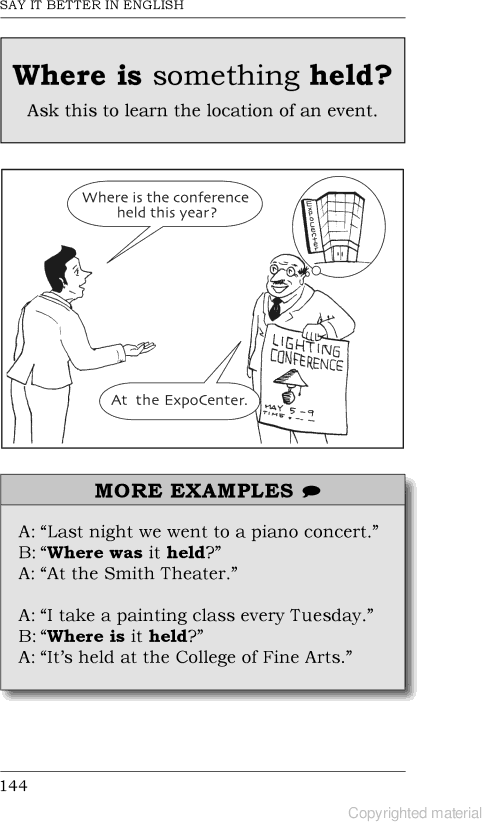 SAY IT BETTER IN ENGLISH
Where is something held?
Ask this to learn the location of an event.
Where is the conference
held this year?
ExpoCenter
LIGHTING
CONFERENCE
MAY 5-9
TIME
At the ExpoCenter.
MORE EXAMPLES
A: “Last night we went to a piano concert.”
B: “Where was it held?”
A: “At the Smith Theater.”
A: “I take a painting class every Tuesday.”
B: “Where is it held?”
A: “It’s held at the College of Fine Arts.”
144
Copyrighted material